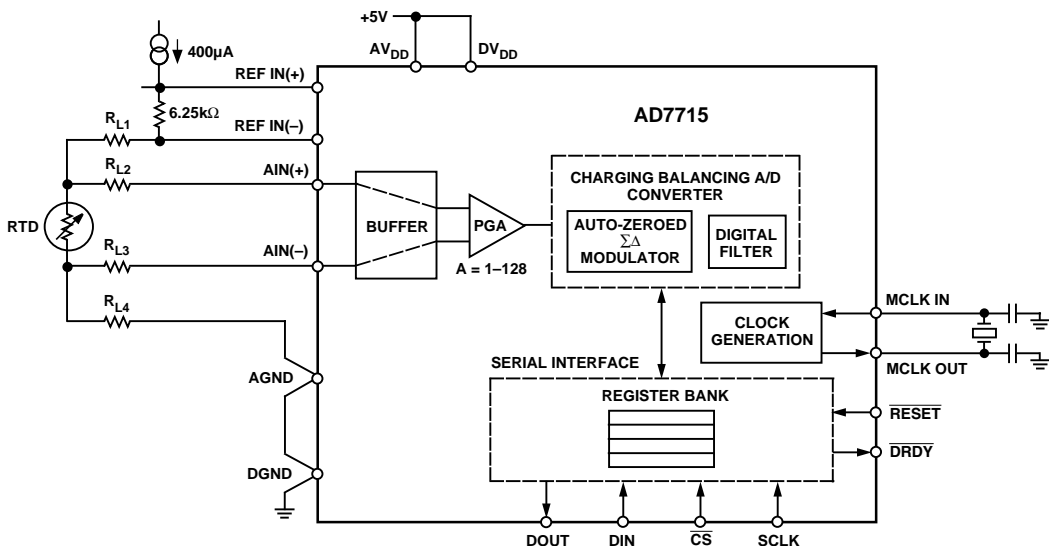 +5V
400µA
AV_DD
DV_DD
REF IN(+)
6.25kΩ
AD7715
R_L1
REF IN(–)
R_L2
AIN(+)
CHARGING BALANCING A/D
CONVERTER
BUFFER
PGA
AUTO-ZEROED
ΣΔ
MODULATOR
DIGITAL
FILTER
RTD
R_L3
AIN(–)
A = 1–128
R_L4
MCLK IN
CLOCK
GENERATION
SERIAL INTERFACE
MCLK OUT
AGND
REGISTER BANK
RESET
DRDY
DGND
DOUT
DIN
CS
SCLK